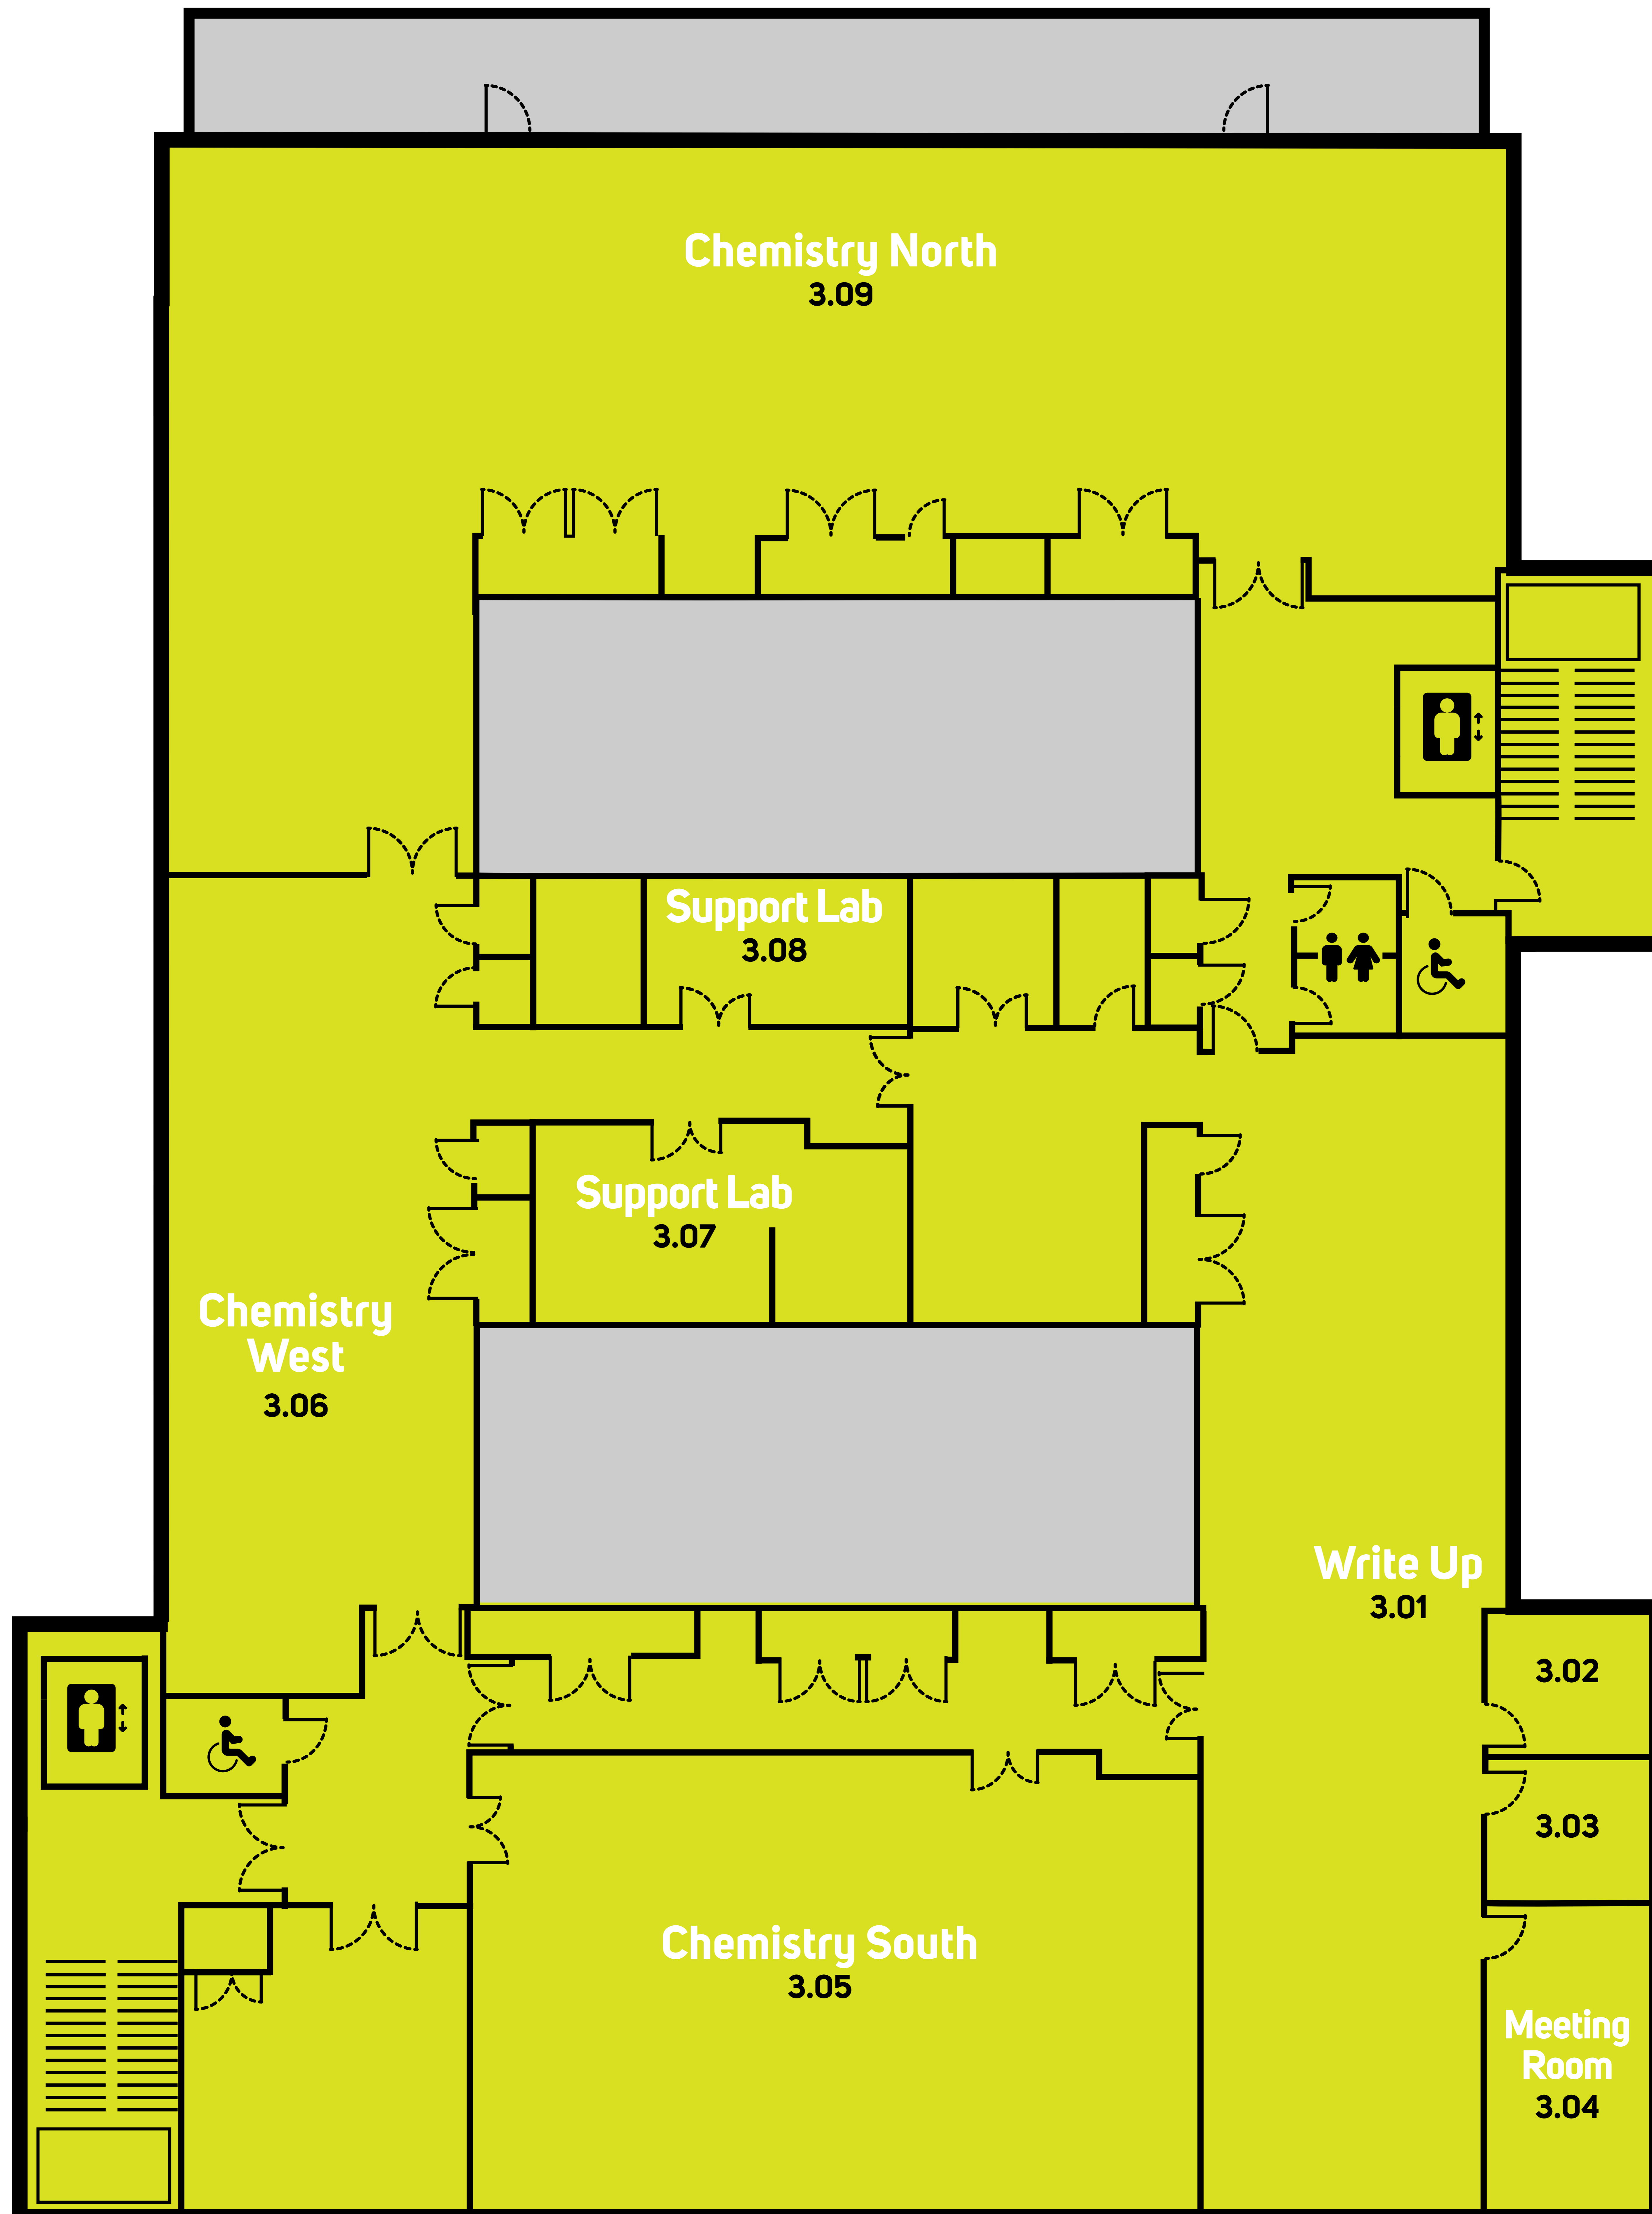 Chemistry North
3.09
Support Lab
3.08
Support Lab
3.07
Chemistry
West
3.06
Write Up
3.01
3.02
3.03
Chemistry South
3.05
Meeting
Room
3.04